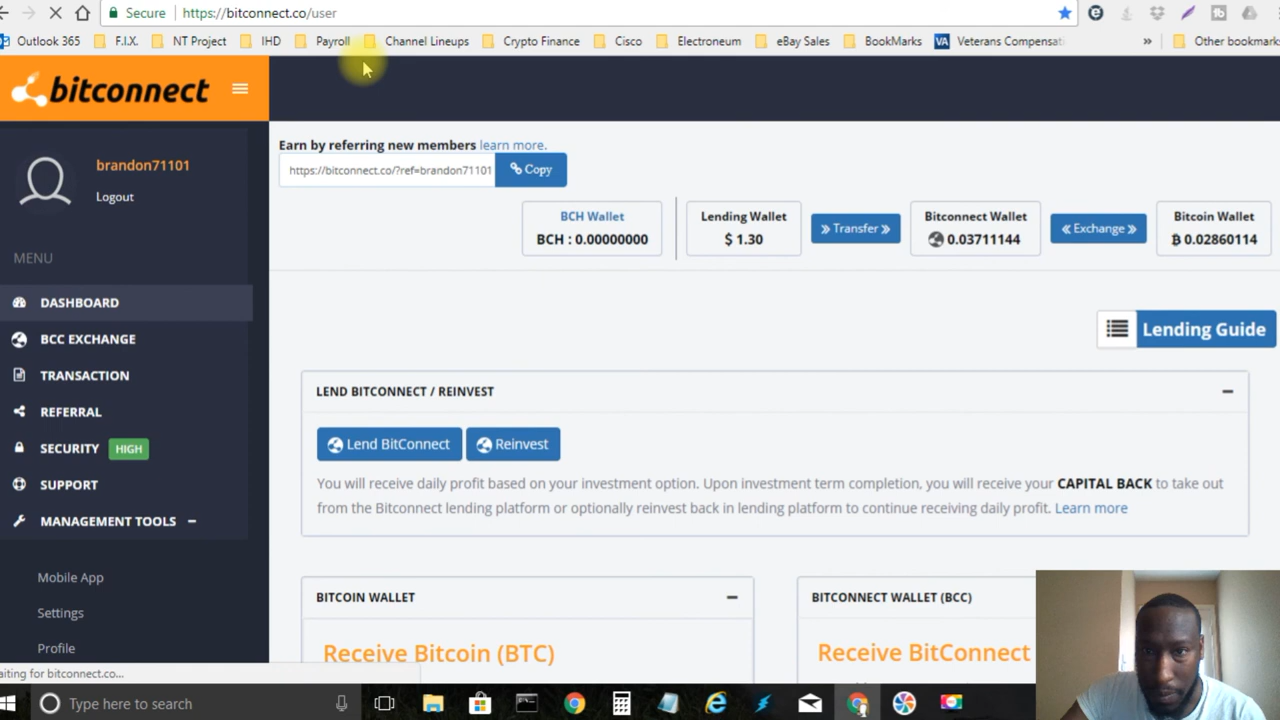 Secure https://bitconnect.co/user
Outlook 365 F.I.X. NT Project IHD Payroll Channel Lineups Crypto Finance Cisco Electroneum eBay Sales BookMarks VA Veterans Compensati » Other bookmarks
bitconnect
Earn by referring new members learn more.
brandon71101
https://bitconnect.co/?ref=brandon71101 Copy
Logout
BCH Wallet
BCH : 0.00000000
Lending Wallet
$ 1.30
» Transfer »
Bitconnect Wallet
0.03711144
« Exchange »
Bitcoin Wallet
0.02860114
MENU
DASHBOARD
BCC EXCHANGE
TRANSACTION
REFERRAL
SECURITY HIGH
SUPPORT
MANAGEMENT TOOLS −
Mobile App
Settings
Profile
Lending Guide
LEND BITCONNECT / REINVEST −
Lend BitConnect Reinvest
You will receive daily profit based on your investment option. Upon investment term completion, you will receive your CAPITAL BACK to take out
from the Bitconnect lending platform or optionally reinvest back in lending platform to continue receiving daily profit. Learn more
BITCOIN WALLET −
Receive Bitcoin (BTC)
BITCONNECT WALLET (BCC)
Receive BitConnect
aiting for bitconnect.co...
Type here to search